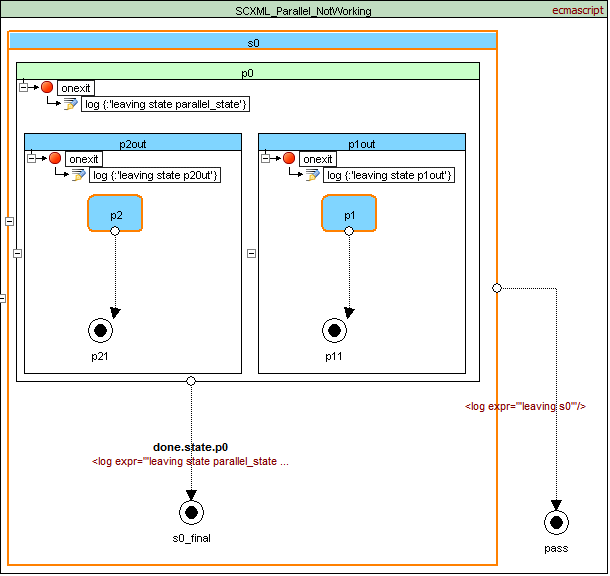 SCXML_Parallel_NotWorking
ecmascript
s0
p0
onexit
log {:'leaving state parallel_state'}
p2out
onexit
log {:'leaving state p20ut'}
p2
p21
p1out
onexit
log {:'leaving state p1out'}
p1
p11
done.state.p0
<log expr="'leaving state parallel_state ...
s0_final
<log expr="'leaving s0'"/>
pass